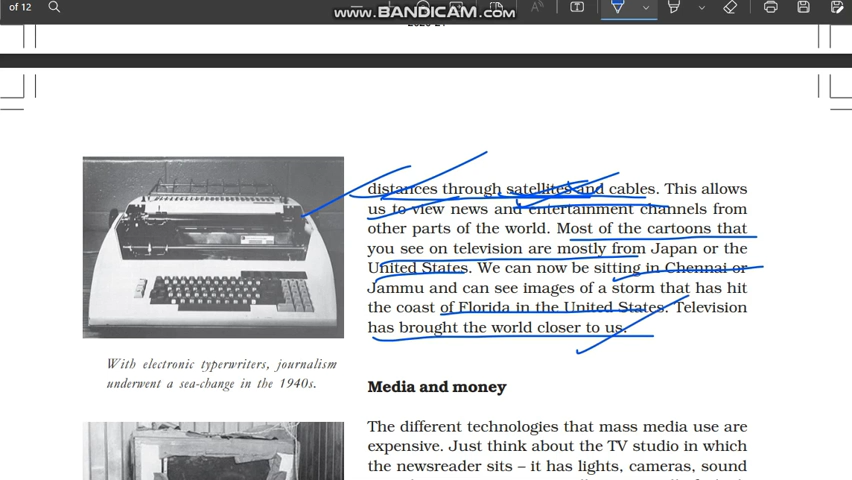 of 12
www.BANDICAM.com
distances through satellites and cables. This allows
us to view news and entertainment channels from
other parts of the world. Most of the cartoons that
you see on television are mostly from Japan or the
United States. We can now be sitting in Chennai or
Jammu and can see images of a storm that has hit
the coast of Florida in the United States. Television
has brought the world closer to us.
With electronic typerwriters, journalism
underwent a sea-change in the 1940s.
Media and money
The different technologies that mass media use are
expensive. Just think about the TV studio in which
the newsreader sits – it has lights, cameras, sound